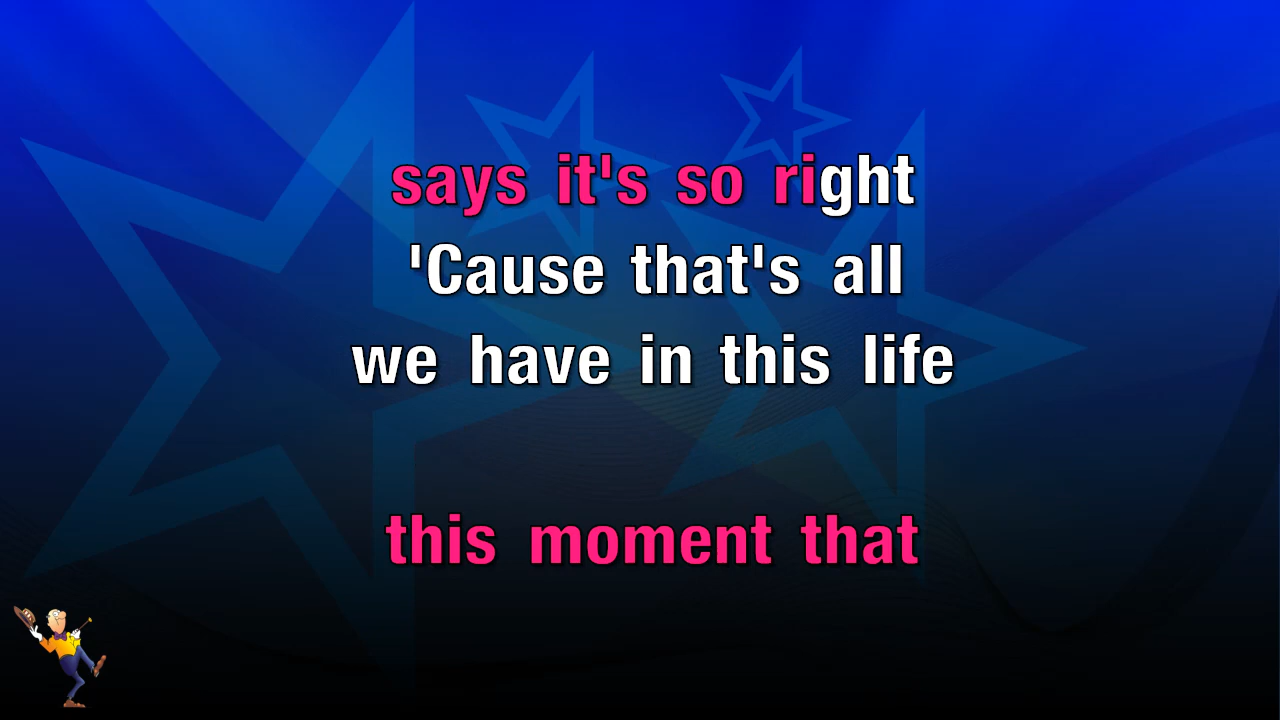 says it's so right
'Cause that's all
we have in this life
this moment that